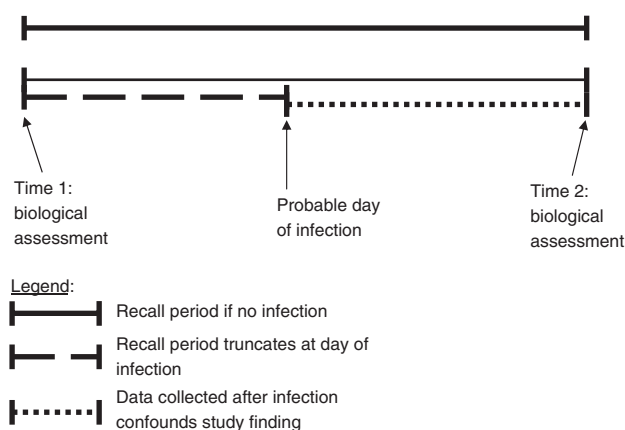 Time 1:
biological
assessment
Probable day
of infection
Time 2:
biological
assessment
Legend:
Recall period if no infection
Recall period truncates at day of
infection
Data collected after infection
confounds study finding